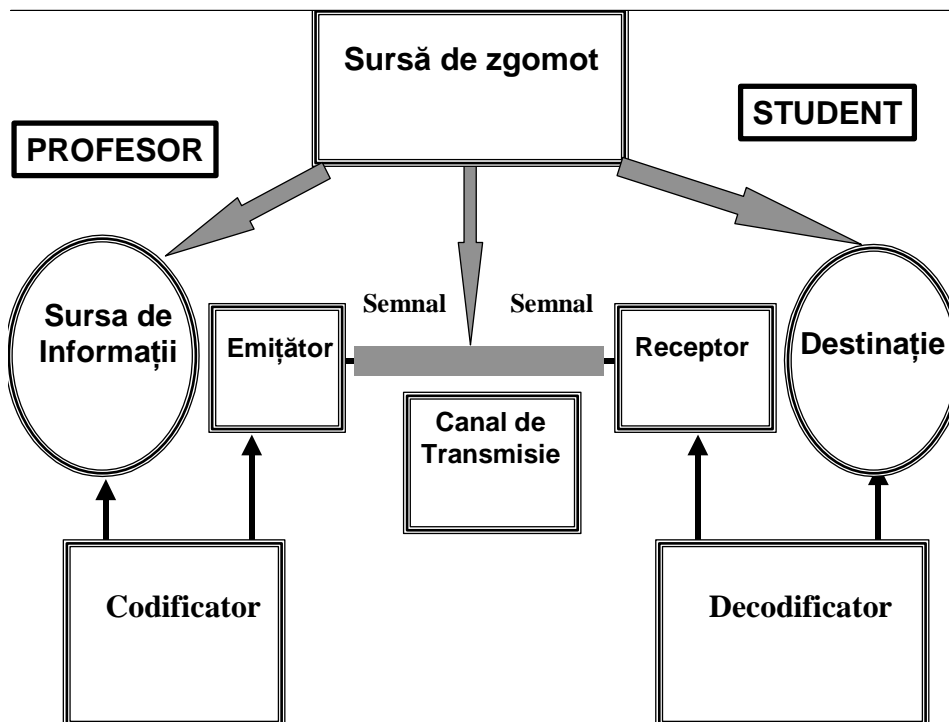 Sursă de zgomot
STUDENT
PROFESOR
Semnal
Semnal
Sursa de
Informații
Emițător
Receptor
Destinație
Canal de
Transmisie
Codificator
Decodificator